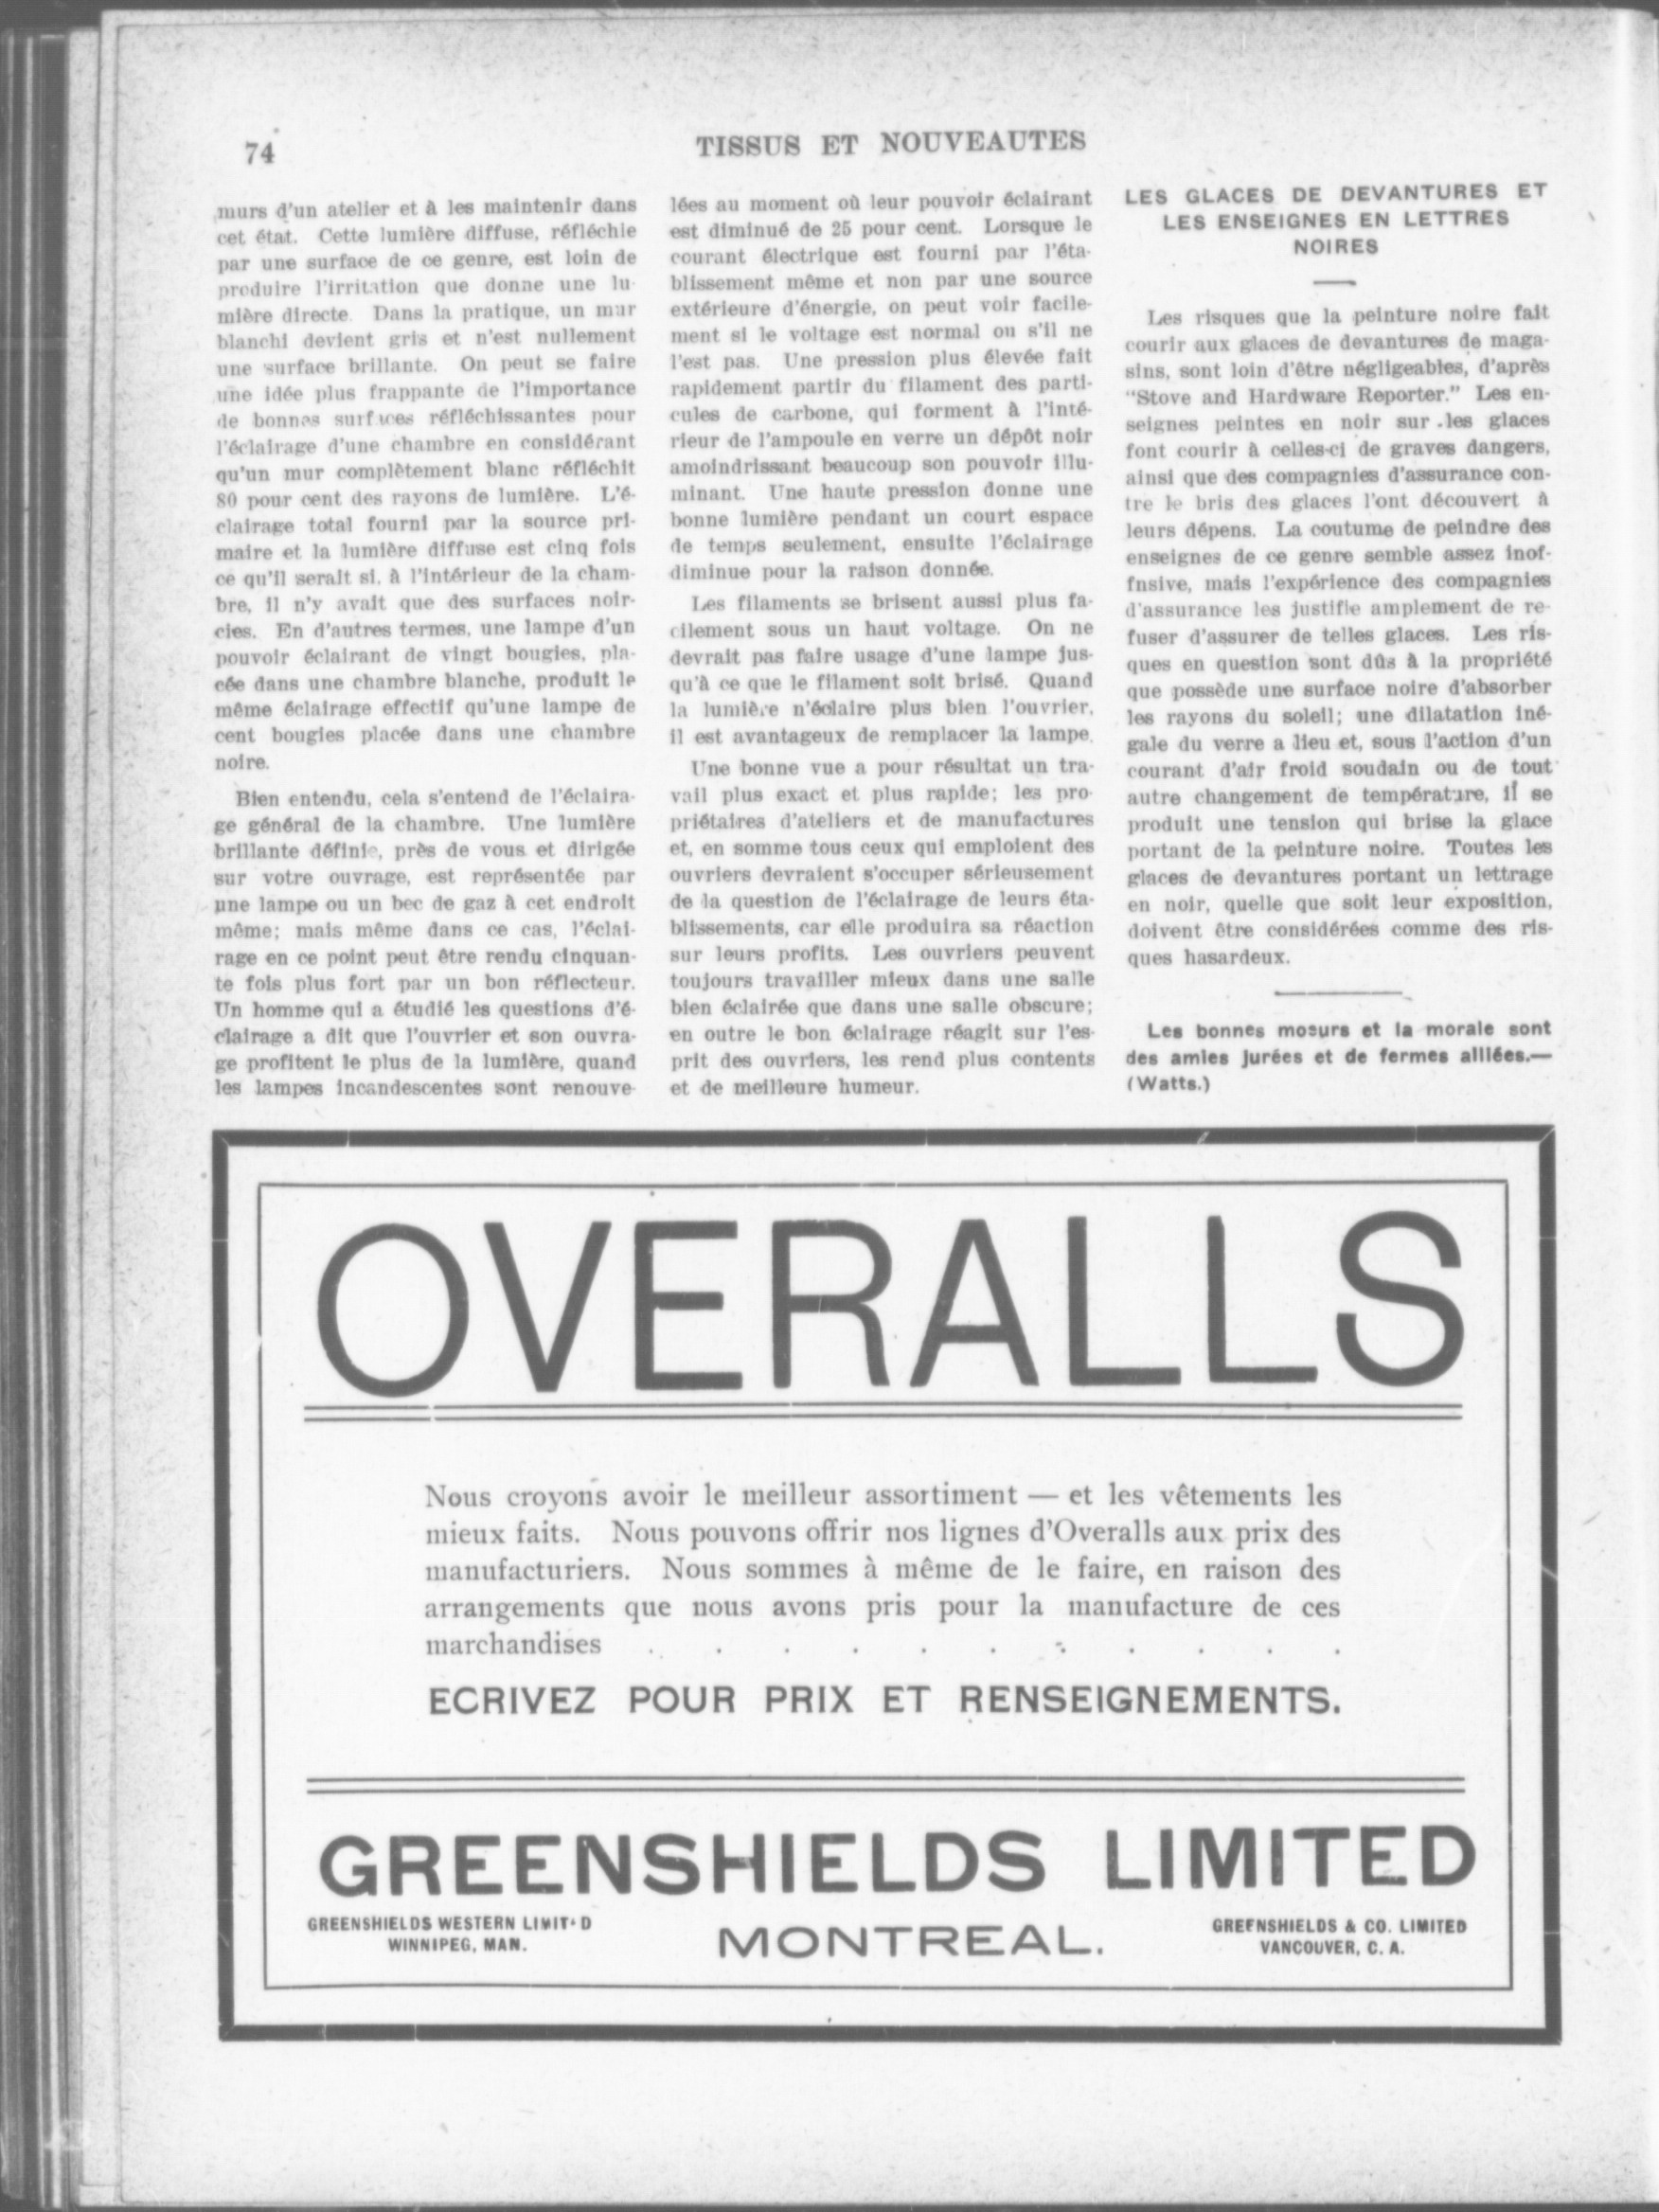 74
TISSUS ET NOUVEAUTES
murs d'un atelier et à les maintenir dans
cet état. Cette lumière diffuse, réfléchie
par une surface de ce genre, est loin de
produire l'irritation que donne une lu-
mière directe. Dans la pratique, un mur
blanchi devient gris et n'est nullement
une surface brillante. On peut se faire
une idée plus frappante de l'importance
de bonnes surfaces réfléchissantes pour
l'éclairage d'une chambre en considérant
qu'un mur complètement blanc réfléchit
80 pour cent des rayons de lumière. L'é-
clairage total fourni par la source pri-
maire et la lumière diffuse est cinq fois
ce qu'il serait si, à l'intérieur de la cham-
bre, il n'y avait que des surfaces noir-
cies. En d'autres termes, une lampe d'un
pouvoir éclairant de vingt bougies, pla-
cée dans une chambre blanche, produit le
même éclairage effectif qu'une lampe de
cent bougies placée dans une chambre
noire.
Bien entendu, cela s'entend de l'éclaira-
ge général de la chambre. Une lumière
brillante définie, près de vous et dirigée
sur votre ouvrage, est représentée par
une lampe ou un bec de gaz à cet endroit
même; mais même dans ce cas, l'éclai-
rage en ce point peut être rendu cinquan-
te fois plus fort par un bon réflecteur.
Un homme qui a étudié les questions d'é-
clairage a dit que l'ouvrier et son ouvra-
ge profitent le plus de la lumière, quand
les lampes incandescentes sont renouve-
lées au moment où leur pouvoir éclairant
est diminué de 25 pour cent. Lorsque le
courant électrique est fourni par l'éta-
blissement même et non par une source
extérieure d'énergie, on peut voir facile-
ment si le voltage est normal ou s'il ne
l'est pas. Une pression plus élevée fait
rapidement partir du filament des parti-
cules de carbone, qui forment à l'inté-
rieur de l'ampoule en verre un dépôt noir
amoindrissant beaucoup son pouvoir illu-
minant. Une haute pression donne une
bonne lumière pendant un court espace
de temps seulement, ensuite l'éclairage
diminue pour la raison donnée.
Les filaments se brisent aussi plus fa-
cilement sous un haut voltage. On ne
devrait pas faire usage d'une lampe jus-
qu'à ce que le filament soit brisé. Quand
la lumière n'éclaire plus bien l'ouvrier,
il est avantageux de remplacer la lampe.
Une bonne vue a pour résultat un tra-
vail plus exact et plus rapide; les pro-
priétaires d'ateliers et de manufactures
et, en somme tous ceux qui emploient des
ouvriers devraient s'occuper sérieusement
de la question de l'éclairage de leurs éta-
blissements, car elle produira sa réaction
sur leurs profits. Les ouvriers peuvent
toujours travailler mieux dans une salle
bien éclairée que dans une salle obscure;
en outre le bon éclairage réagit sur l'es-
prit des ouvriers, les rend plus contents
et de meilleure humeur.
LES GLACES DE DEVANTURES ET
LES ENSEIGNES EN LETTRES
NOIRES
Les risques que la peinture noire fait
courir aux glaces de devantures de maga-
sins, sont loin d'être négligeables, d'après
"Stove and Hardware Reporter." Les en-
seignes peintes en noir sur les glaces
font courir à celles-ci de graves dangers,
ainsi que des compagnies d'assurance con-
tre le bris des glaces l'ont découvert à
leurs dépens. La coutume de peindre des
enseignes de ce genre semble assez inof-
fnsive, mais l'expérience des compagnies
d'assurance les justifie amplement de re-
fuser d'assurer de telles glaces. Les ris-
ques en question sont dûs à la propriété
que possède une surface noire d'absorber
les rayons du soleil; une dilatation iné-
gale du verre a lieu et, sous l'action d'un
courant d'air froid soudain ou de tout
autre changement de température, il se
produit une tension qui brise la glace
portant de la peinture noire. Toutes les
glaces de devantures portant un lettrage
en noir, quelle que soit leur exposition,
doivent être considérées comme des ris-
ques hasardeux.
Les bonnes mœurs et la morale sont
des amies jurées et de fermes alliées.—
(Watts.)
OVERALLS
Nous croyons avoir le meilleur assortiment — et les vêtements les
mieux faits. Nous pouvons offrir nos lignes d'Overalls aux prix des
manufacturiers. Nous sommes à même de le faire, en raison des
arrangements que nous avons pris pour la manufacture de ces
marchandises . . . . . . . . . . .
ECRIVEZ POUR PRIX ET RENSEIGNEMENTS.
GREENSHIELDS LIMITED
GREENSHIELDS WESTERN LIMITED
WINNIPEG, MAN.
MONTREAL.
GREENSHIELDS & CO. LIMITED
VANCOUVER, C. A.